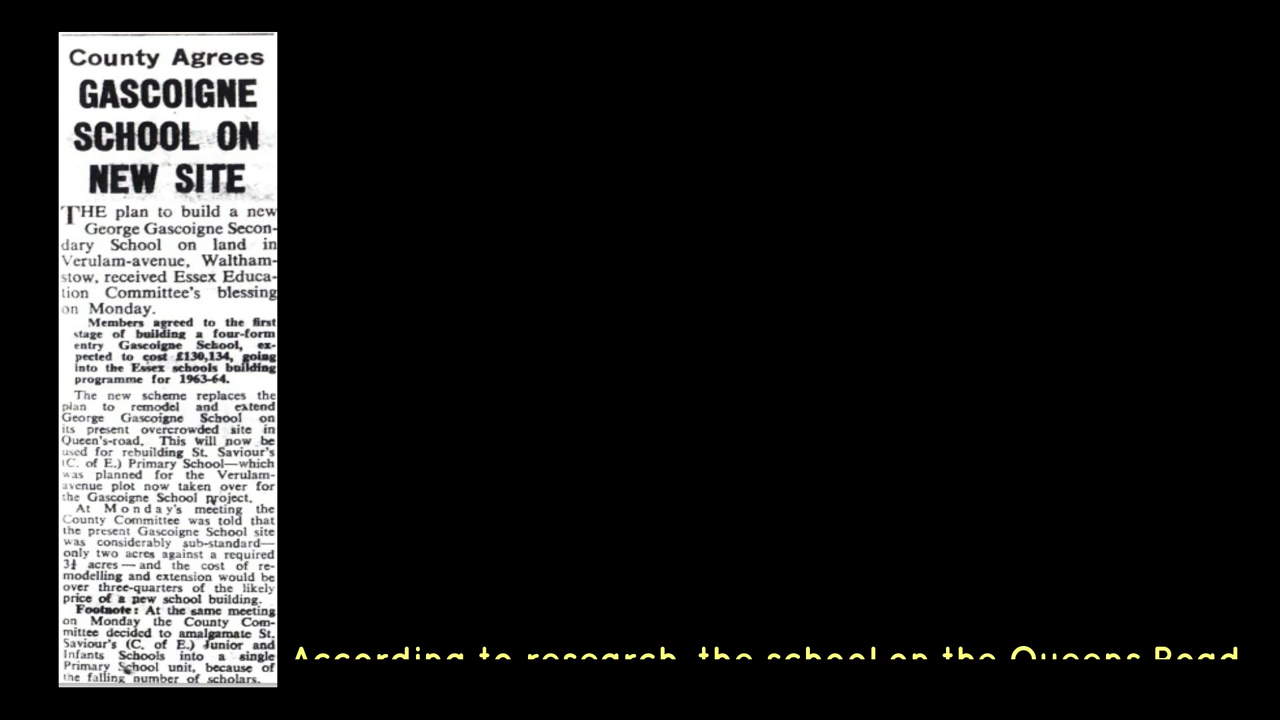 County Agrees
GASCOIGNE
SCHOOL ON
NEW SITE
THE plan to build a new
George Gascoigne Secon-
dary School on land in
Verulam-avenue, Waltham-
stow, received Essex Educa-
tion Committee's blessing
on Monday.
Members agreed to the first
stage of building a four-form
entry Gascoigne School, ex-
pected to cost £130,134, going
into the Essex schools building
programme for 1963-64.
The new scheme replaces the
plan to remodel and extend
George Gascoigne School on
its present overcrowded site in
Queen's-road. This will now be
used for rebuilding St. Saviour's
(C. of E.) Primary School—which
was planned for the Verulam-
avenue plot now taken over for
the Gascoigne School project.
At Monday's meeting the
County Committee was told that
the present Gascoigne School site
was considerably sub-standard—
only two acres against a required
acres — and the cost of re-
modelling and extension would be
over three-quarters of the likely
price of a new school building.
Footnote: At the same meeting
on Monday the County Com-
mittee decided to amalgamate St.
Saviour's (C. of E.) Junior and
Infants Schools into a single
Primary School unit, because of
the falling number of scholars.
According to research, the school on the Queens Road